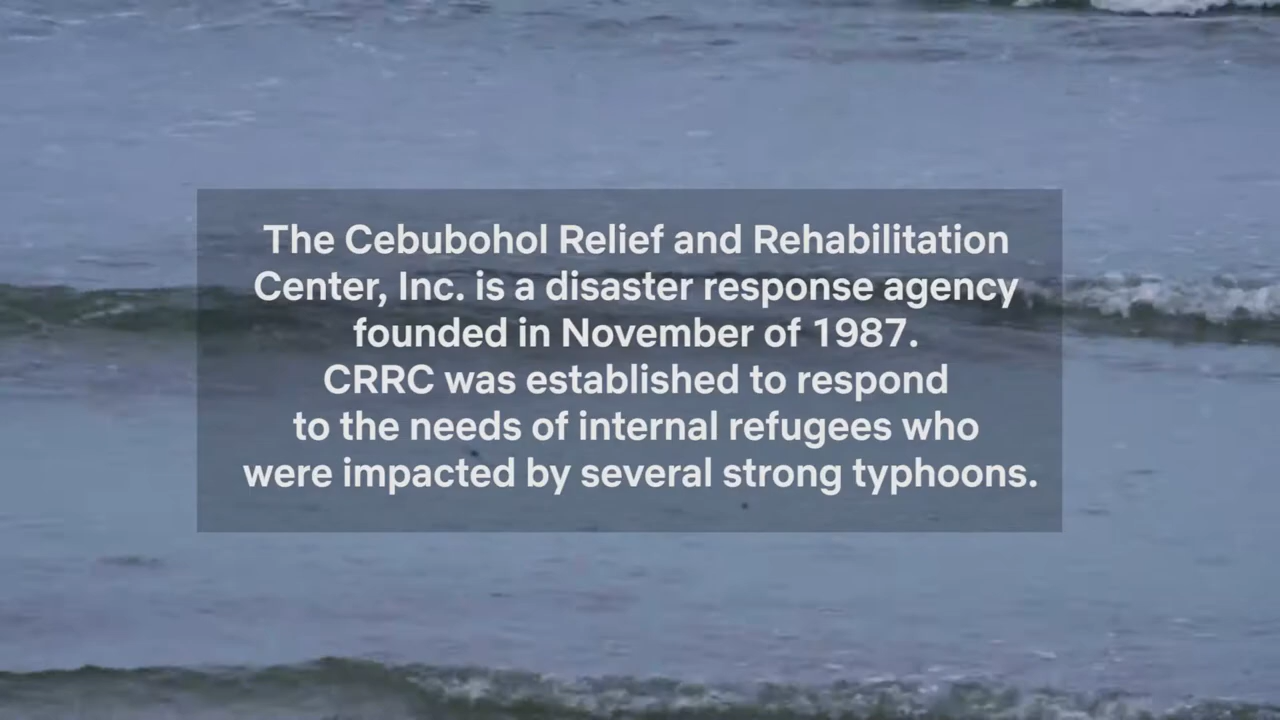 The Cebubohol Relief and Rehabilitation
Center, Inc. is a disaster response agency
founded in November of 1987.
CRRC was established to respond
to the needs of internal refugees who
were impacted by several strong typhoons.